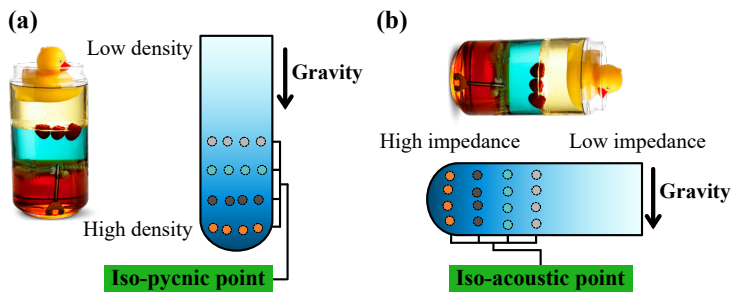 (a)
Low density
Gravity
High density
Iso-pycnic point
(b)
High impedance
Low impedance
Gravity
Iso-acoustic point